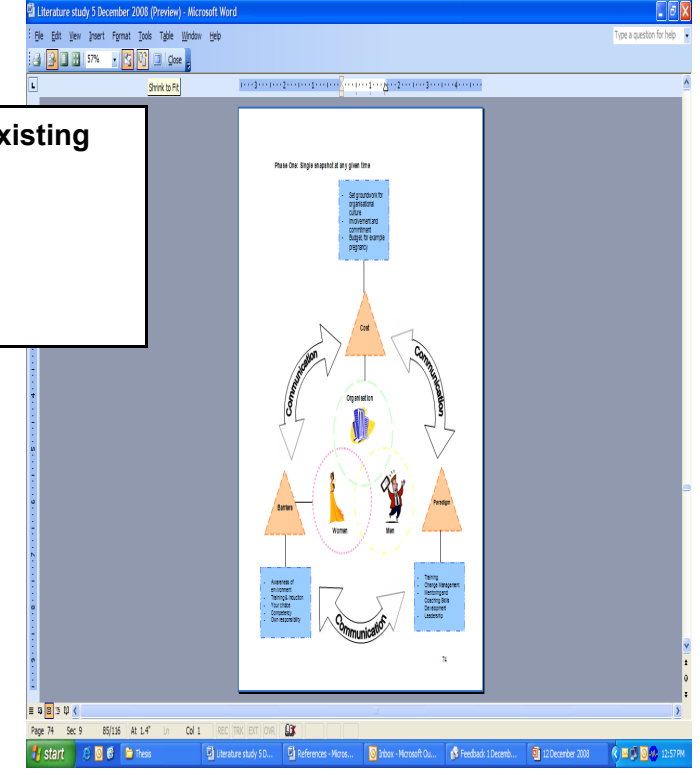 Literature study 5 December 2008 (Preview) - Microsoft Word
File Edit View Insert Format Tools Table Window Help
Type a question for help
57%
Close
Shrink to Fit
xisting
Phase One: Single snapshot at any given time
- Set groundwork for
organisational
culture
- Involvement and
commitment
- Budget, for example
pregnancy
Cost
Communication
Communication
Organisation
Barriers
Women
Men
Paradigm
- Awareness of
environment
- Training & Induction
- Your choice
- Competency
- Own responsibility
- Training
- Change Management
- Mentoring and
Coaching Skills
Development
- Leadership
Communication
74
Page 74 Sec 9 85/116 At 1.4" Ln Col 1 REC TRK EXT OVR
start
Thesis
Literature study 5 D...
References - Micros...
Inbox - Microsoft Ou...
Feedback 1 Decemb...
12 December 2008
12:57 PM